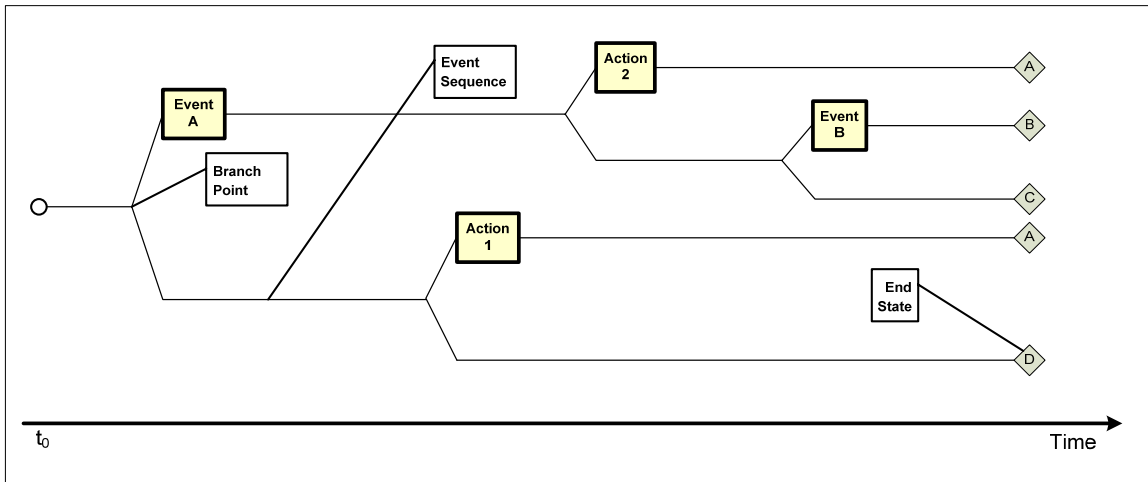 Event
Sequence
Action
2
A
Event
A
Event
B
B
Branch
Point
C
Action
1
A
End
State
D
t0
Time